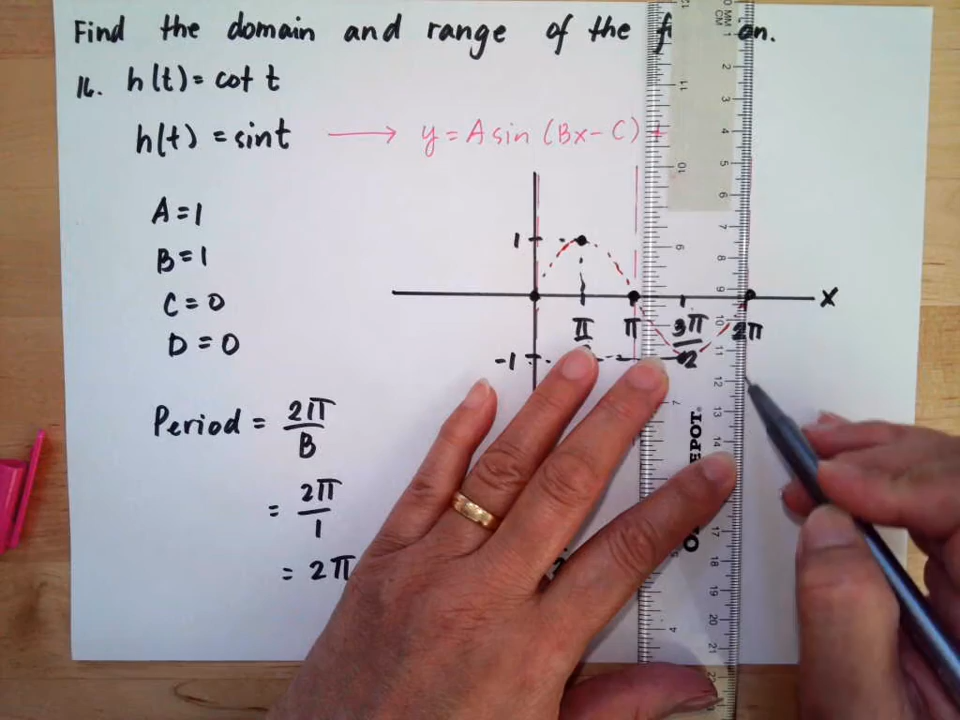 Find the domain and range of the on.
16. h(t) = cot t
h(t) = sint → y = A sin (Bx - C) +
A = 1
B = 1
C = 0
D = 0
1
x
π
π
3π
2
2π
-1
Period = 2π
B
= 2π
1
= 2π